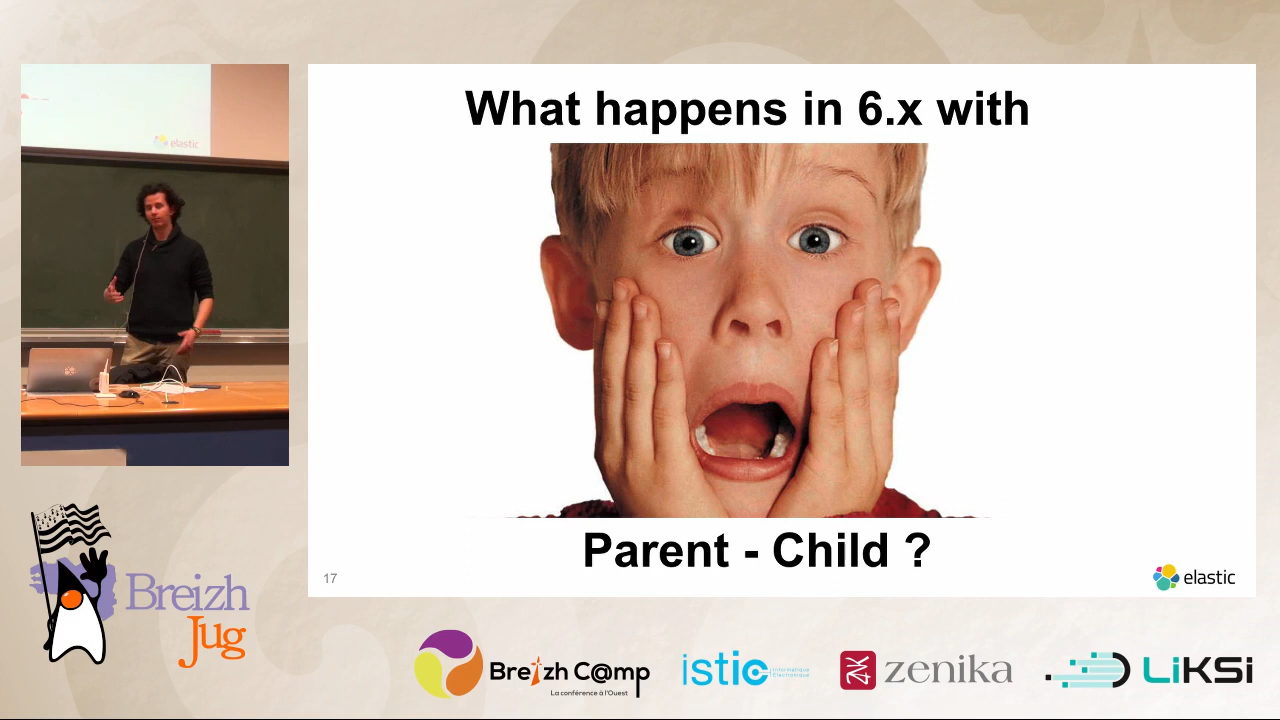 What happens in 6.x with
elastic
Parent - Child ?
17
elastic
Breizh
Jug
Breizh C@mp
La conférence à l'Ouest
istic
Informatique
Électronique
zenika
LiKSi